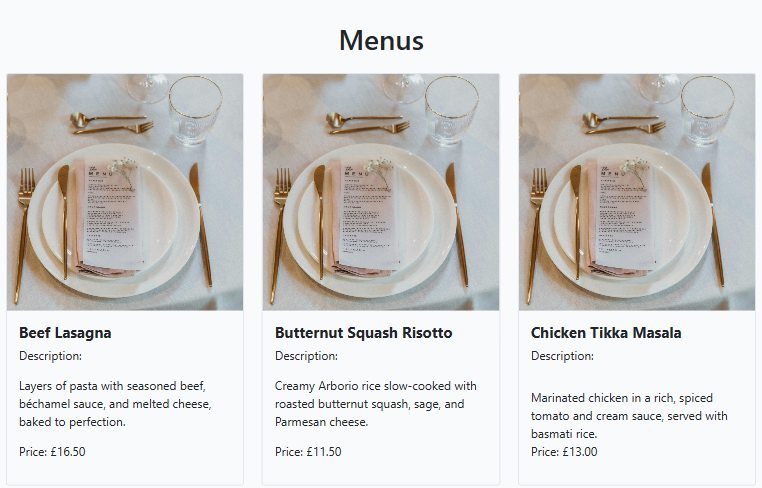 Menus
MENU
MENU
MENU
Beef Lasagna
Description:
Layers of pasta with seasoned beef,
béchamel sauce, and melted cheese,
baked to perfection.
Price: £16.50
Butternut Squash Risotto
Description:
Creamy Arborio rice slow-cooked with
roasted butternut squash, sage, and
Parmesan cheese.
Price: £11.50
Chicken Tikka Masala
Description:
Marinated chicken in a rich, spiced
tomato and cream sauce, served with
basmati rice.
Price: £13.00